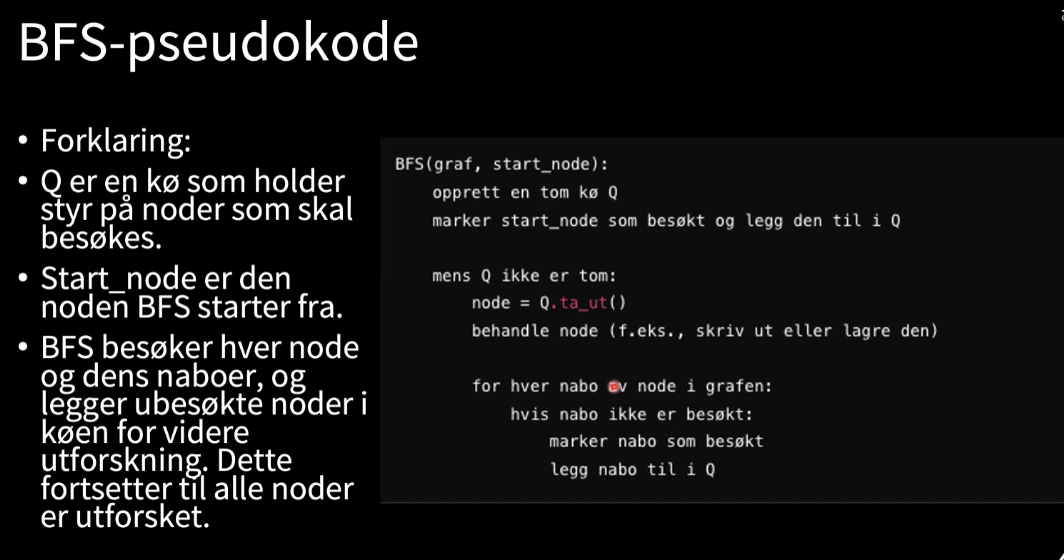 BFS-pseudokode
• Forklaring:
• Q er en kø som holder
styr på noder som skal
besøkes.
• Start_node er den
noden BFS starter fra.
• BFS besøker hver node
og dens naboer, og
legger ubesøkte noder i
køen for videre
utforskning. Dette
fortsetter til alle noder
er utforsket.
BFS(graf, start_node):
opprett en tom kø Q
marker start_node som besøkt og legg den til i Q
mens Q ikke er tom:
node = Q.ta_ut()
behandle node (f.eks., skriv ut eller lagre den)
for hver nabo av node i grafen:
hvis nabo ikke er besøkt:
marker nabo som besøkt
legg nabo til i Q